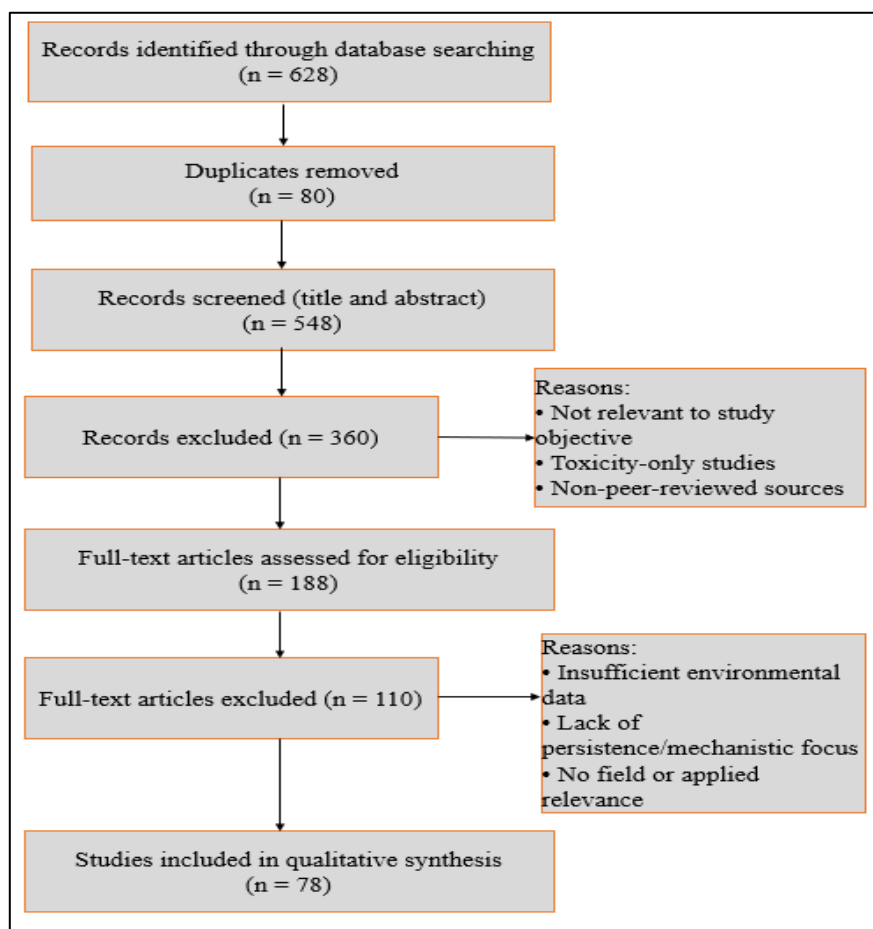 Records identified through database searching
(n = 628)
Duplicates removed
(n = 80)
Records screened (title and abstract)
(n = 548)
Records excluded (n = 360)
Reasons:
• Not relevant to study
objective
• Toxicity-only studies
• Non-peer-reviewed sources
Full-text articles assessed for eligibility
(n = 188)
Full-text articles excluded (n = 110)
Reasons:
• Insufficient environmental
data
• Lack of
persistence/mechanistic focus
• No field or applied
relevance
Studies included in qualitative synthesis
(n = 78)